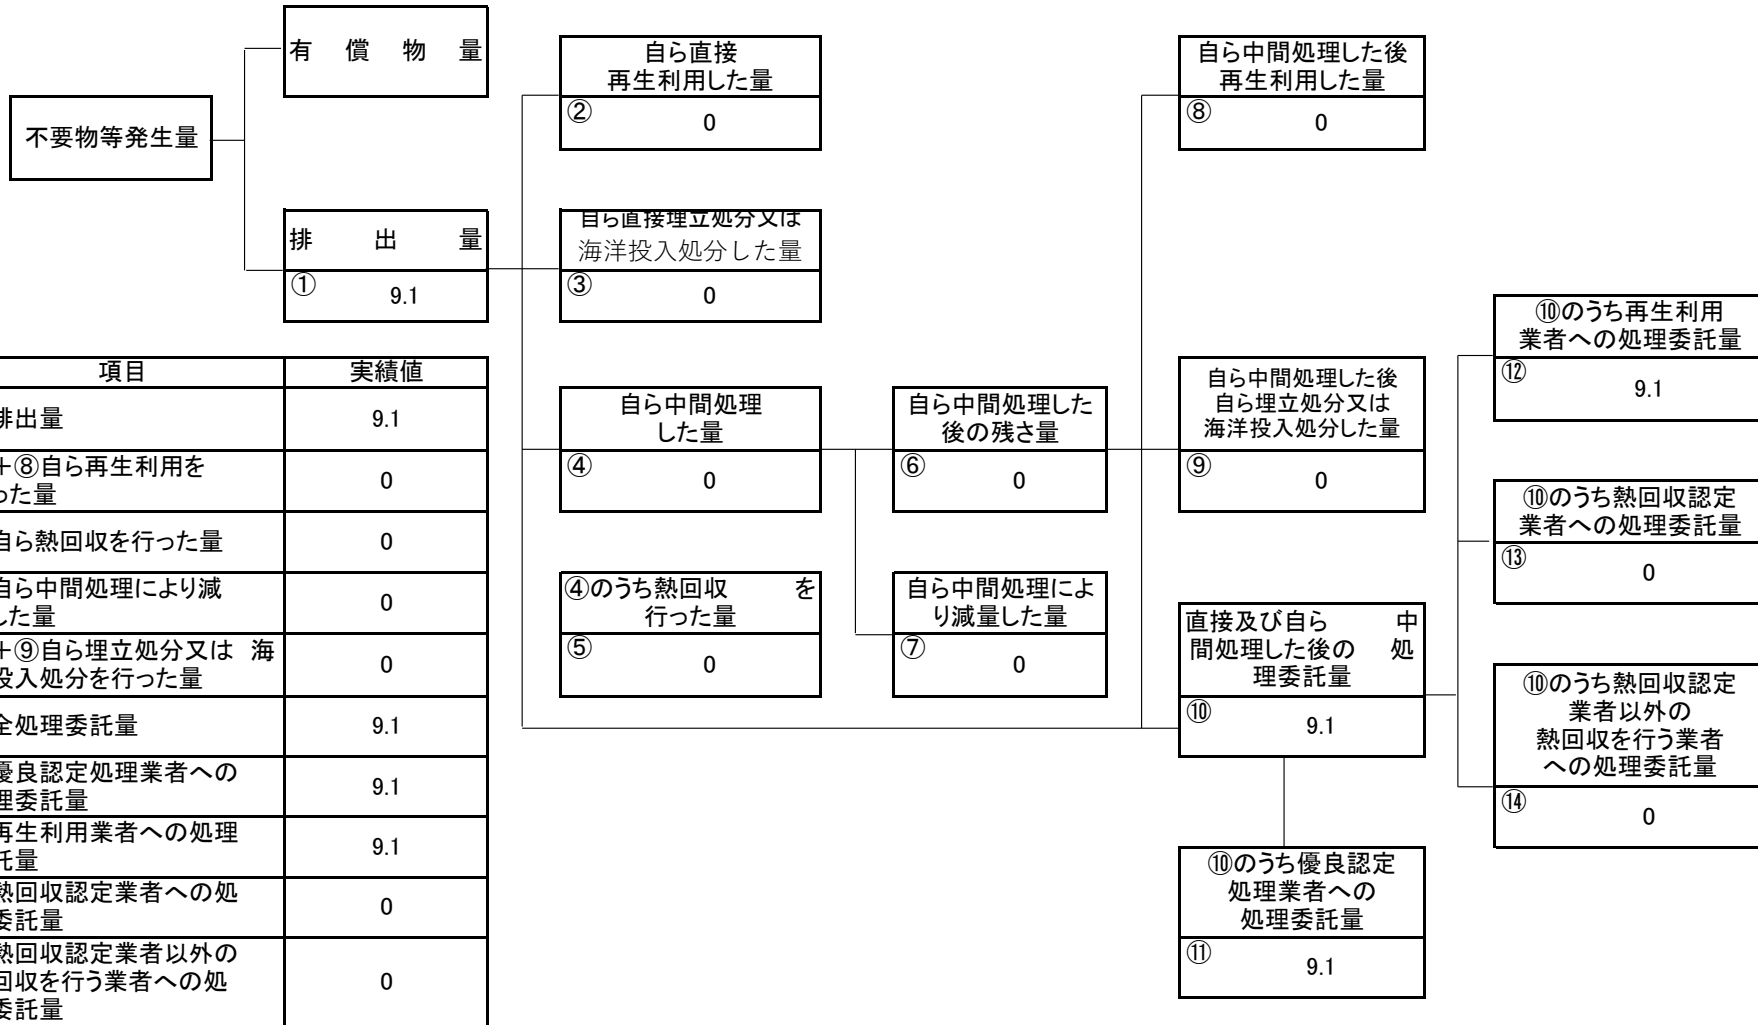 有償物量
不要物等発生量
排出量
①
9.1
自ら直接
再生利用した量
②
0
自ら直接埋立処分又は
海洋投入処分した量
③
0
自ら中間処理
した量
④
0
④のうち熱回収 を
行った量
⑤
0
自ら中間処理した
後の残さ量
⑥
0
自ら中間処理によ
り減量した量
⑦
0
自ら中間処理した後
再生利用した量
⑧
0
自ら中間処理した後
自ら埋立処分又は
海洋投入処分した量
⑨
0
直接及び自ら 中
間処理した後の 処
理委託量
⑩
9.1
⑩のうち優良認定
処理業者への
処理委託量
⑪
9.1
⑩のうち再生利用
業者への処理委託量
⑫
9.1
⑩のうち熱回収認定
業者への処理委託量
⑬
0
⑩のうち熱回収認定
業者以外の
熱回収を行う業者
への処理委託量
⑭
0
項目 実績値
排出量 9.1
＋⑧自ら再生利用を
った量 0
自ら熱回収を行った量 0
自ら中間処理により減
した量 0
＋⑨自ら埋立処分又は 海
投入処分を行った量 0
全処理委託量 9.1
優良認定処理業者への
理委託量 9.1
再生利用業者への処理
託量 9.1
熱回収認定業者への処
委託量 0
熱回収認定業者以外の
回収を行う業者への処
委託量 0